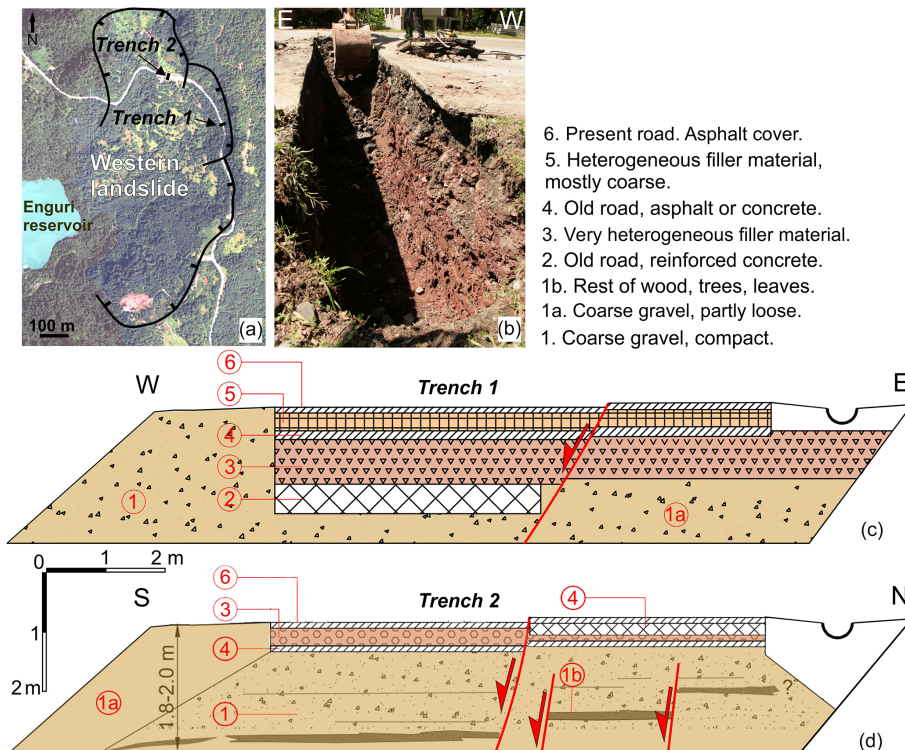 N
Trench 2
Trench 1
Western
landslide
Enguri
reservoir
100 m
(a)
E
W
(b)
6. Present road. Asphalt cover.
5. Heterogeneous filler material,
mostly coarse.
4. Old road, asphalt or concrete.
3. Very heterogeneous filler material.
2. Old road, reinforced concrete.
1b. Rest of wood, trees, leaves.
1a. Coarse gravel, partly loose.
1. Coarse gravel, compact.
W
Trench 1
E
6
5
4
3
2
1
1a
(c)
0
1
2 m
1
2 m
S
Trench 2
N
6
3
4
4
1a
1.8-2.0 m
1
1b
?
(d)